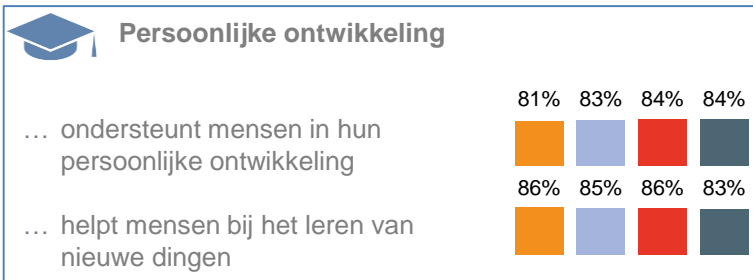 Persoonlijke ontwikkeling
81% 83% 84% 84%
… ondersteunt mensen in hun
persoonlijke ontwikkeling
86% 85% 86% 83%
… helpt mensen bij het leren van
nieuwe dingen